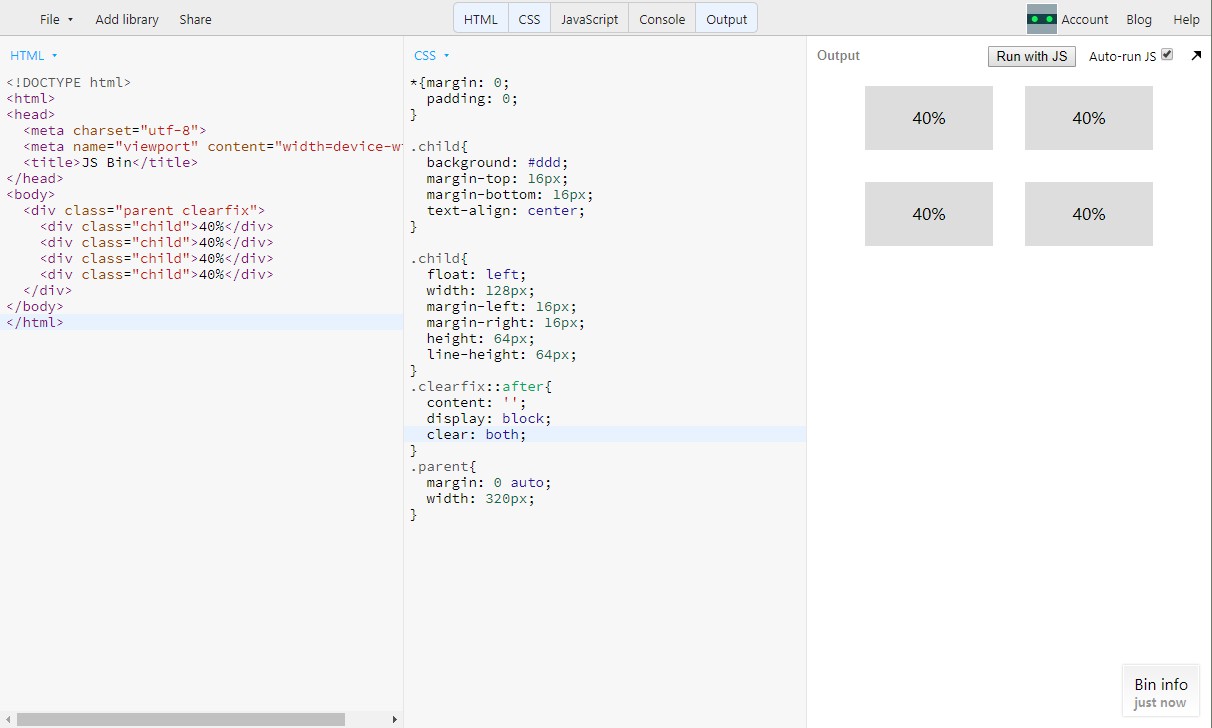 File Add library Share HTML CSS JavaScript Console Output Account Blog Help
HTML
<!DOCTYPE html>
<html>
<head>
  <meta charset="utf-8">
  <meta name="viewport" content="width=device-w
  <title>JS Bin</title>
</head>
<body>
  <div class="parent clearfix">
    <div class="child">40%</div>
    <div class="child">40%</div>
    <div class="child">40%</div>
    <div class="child">40%</div>
  </div>
</body>
</html>
CSS
*{margin: 0;
  padding: 0;
}
.child{
  background: #ddd;
  margin-top: 16px;
  margin-bottom: 16px;
  text-align: center;
}
.child{
  float: left;
  width: 128px;
  margin-left: 16px;
  margin-right: 16px;
  height: 64px;
  line-height: 64px;
}
.clearfix::after{
  content: '';
  display: block;
  clear: both;
}
.parent{
  margin: 0 auto;
  width: 320px;
}
Output Run with JS Auto-run JS
40% 40%
40% 40%
Bin info
just now